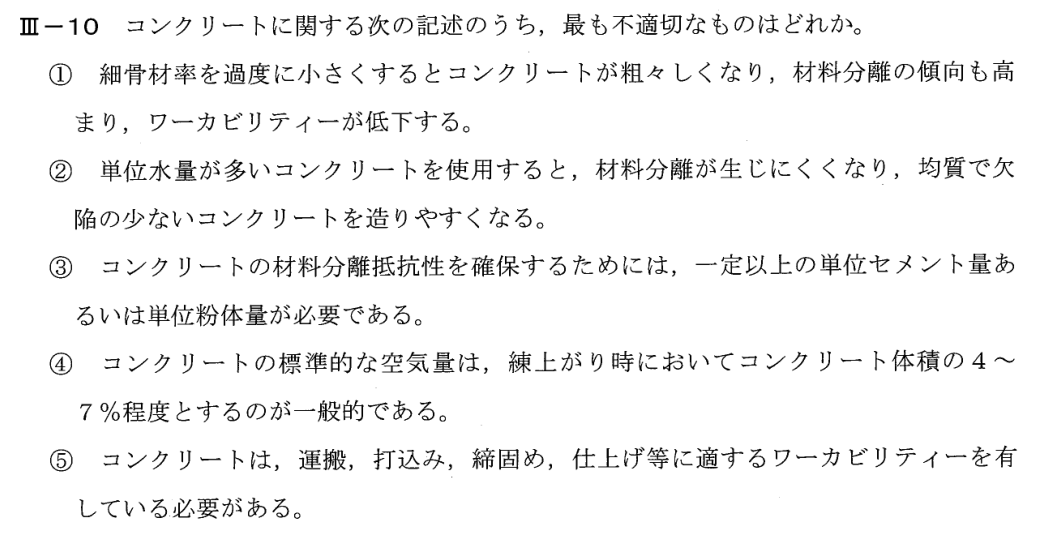 Ⅲ－10　コンクリートに関する次の記述のうち，最も不適切なものはどれか。
①　細骨材率を過度に小さくするとコンクリートが粗々しくなり，材料分離の傾向も高
まり，ワーカビリティーが低下する。
②　単位水量が多いコンクリートを使用すると，材料分離が生じにくくなり，均質で欠
陥の少ないコンクリートを造りやすくなる。
③　コンクリートの材料分離抵抗性を確保するためには，一定以上の単位セメント量あ
るいは単位粉体量が必要である。
④　コンクリートの標準的な空気量は，練上がり時においてコンクリート体積の４～
７％程度とするのが一般的である。
⑤　コンクリートは，運搬，打込み，締固め，仕上げ等に適するワーカビリティーを有
している必要がある。